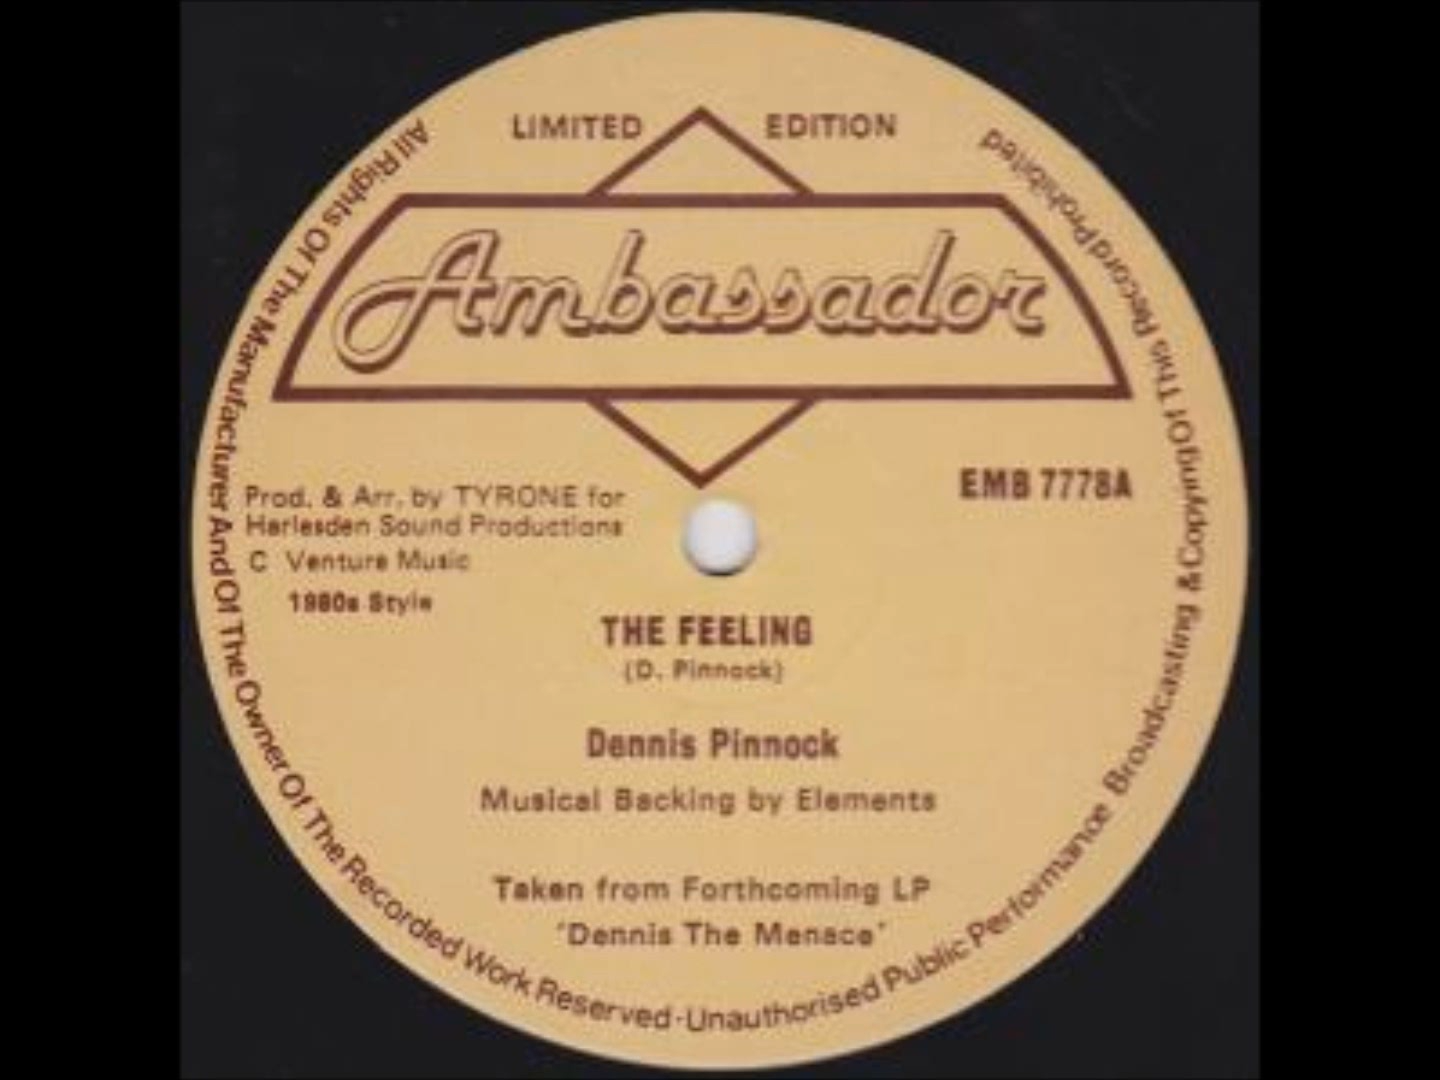 LIMITED EDITION
Ambassador
EMB 7778A
Prod. & Arr. by TYRONE for
Harlesden Sound Productions
C Venture Music
1980s Style
THE FEELING
(D. Pinnock)
Dennis Pinnock
Musical Backing by Elements
Taken from Forthcoming LP
'Dennis The Menace'
All Rights Of The Manufacturer And Of The Owner Of The Recorded Work Reserved-Unauthorised Public Performance Broadcasting & Copying Of This Record Prohibited